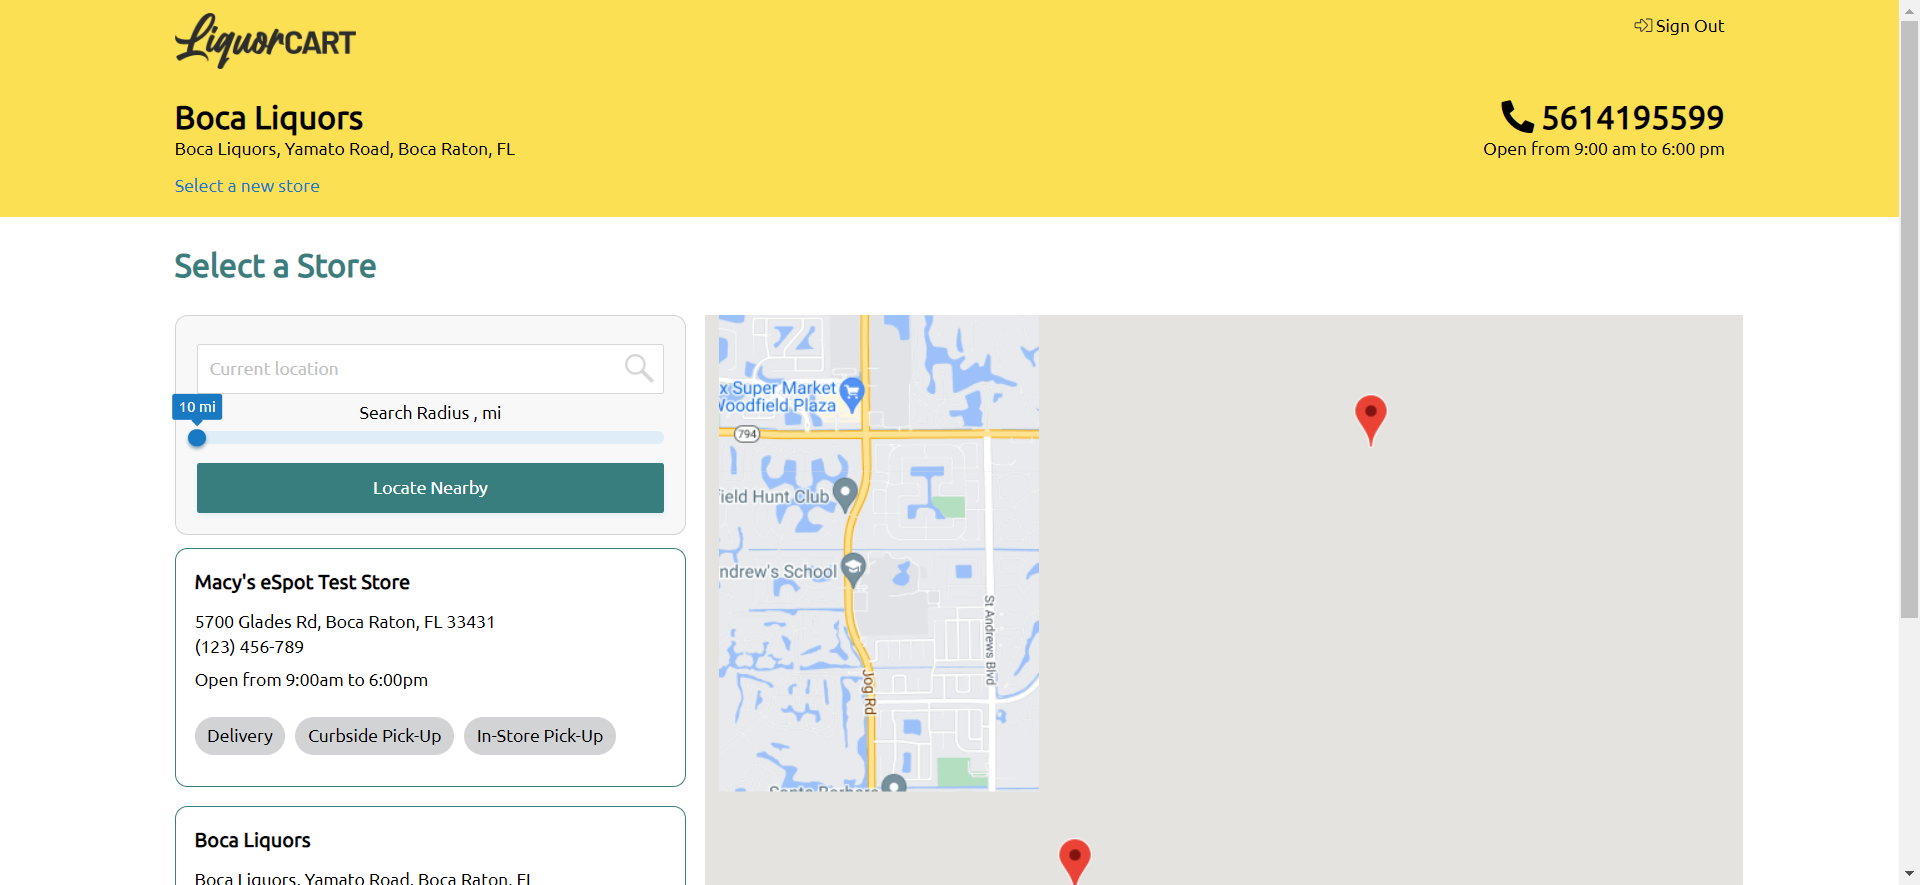 LiquorCART
Sign Out
Boca Liquors
5614195599
Boca Liquors, Yamato Road, Boca Raton, FL
Open from 9:00 am to 6:00 pm
Select a new store
Select a Store
Current location
10 mi
Search Radius , mi
Locate Nearby
Macy's eSpot Test Store
5700 Glades Rd, Boca Raton, FL 33431
(123) 456-789
Open from 9:00am to 6:00pm
Delivery
Curbside Pick-Up
In-Store Pick-Up
Boca Liquors
Boca Liquors, Yamato Road, Boca Raton, FL
x Super Market
Woodfield Plaza
794
field Hunt Club
ndrew's School
St Andrews Blvd
Jog Rd